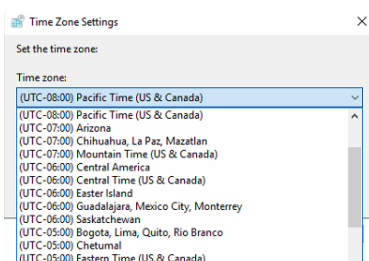 Time Zone Settings
Set the time zone:
Time zone:
(UTC-08:00) Pacific Time (US & Canada)
(UTC-08:00) Pacific Time (US & Canada)
(UTC-07:00) Arizona
(UTC-07:00) Chihuahua, La Paz, Mazatlan
(UTC-07:00) Mountain Time (US & Canada)
(UTC-06:00) Central America
(UTC-06:00) Central Time (US & Canada)
(UTC-06:00) Easter Island
(UTC-06:00) Guadalajara, Mexico City, Monterrey
(UTC-06:00) Saskatchewan
(UTC-05:00) Bogota, Lima, Quito, Rio Branco
(UTC-05:00) Chetumal
(UTC-05:00) Eastern Time (US & Canada)